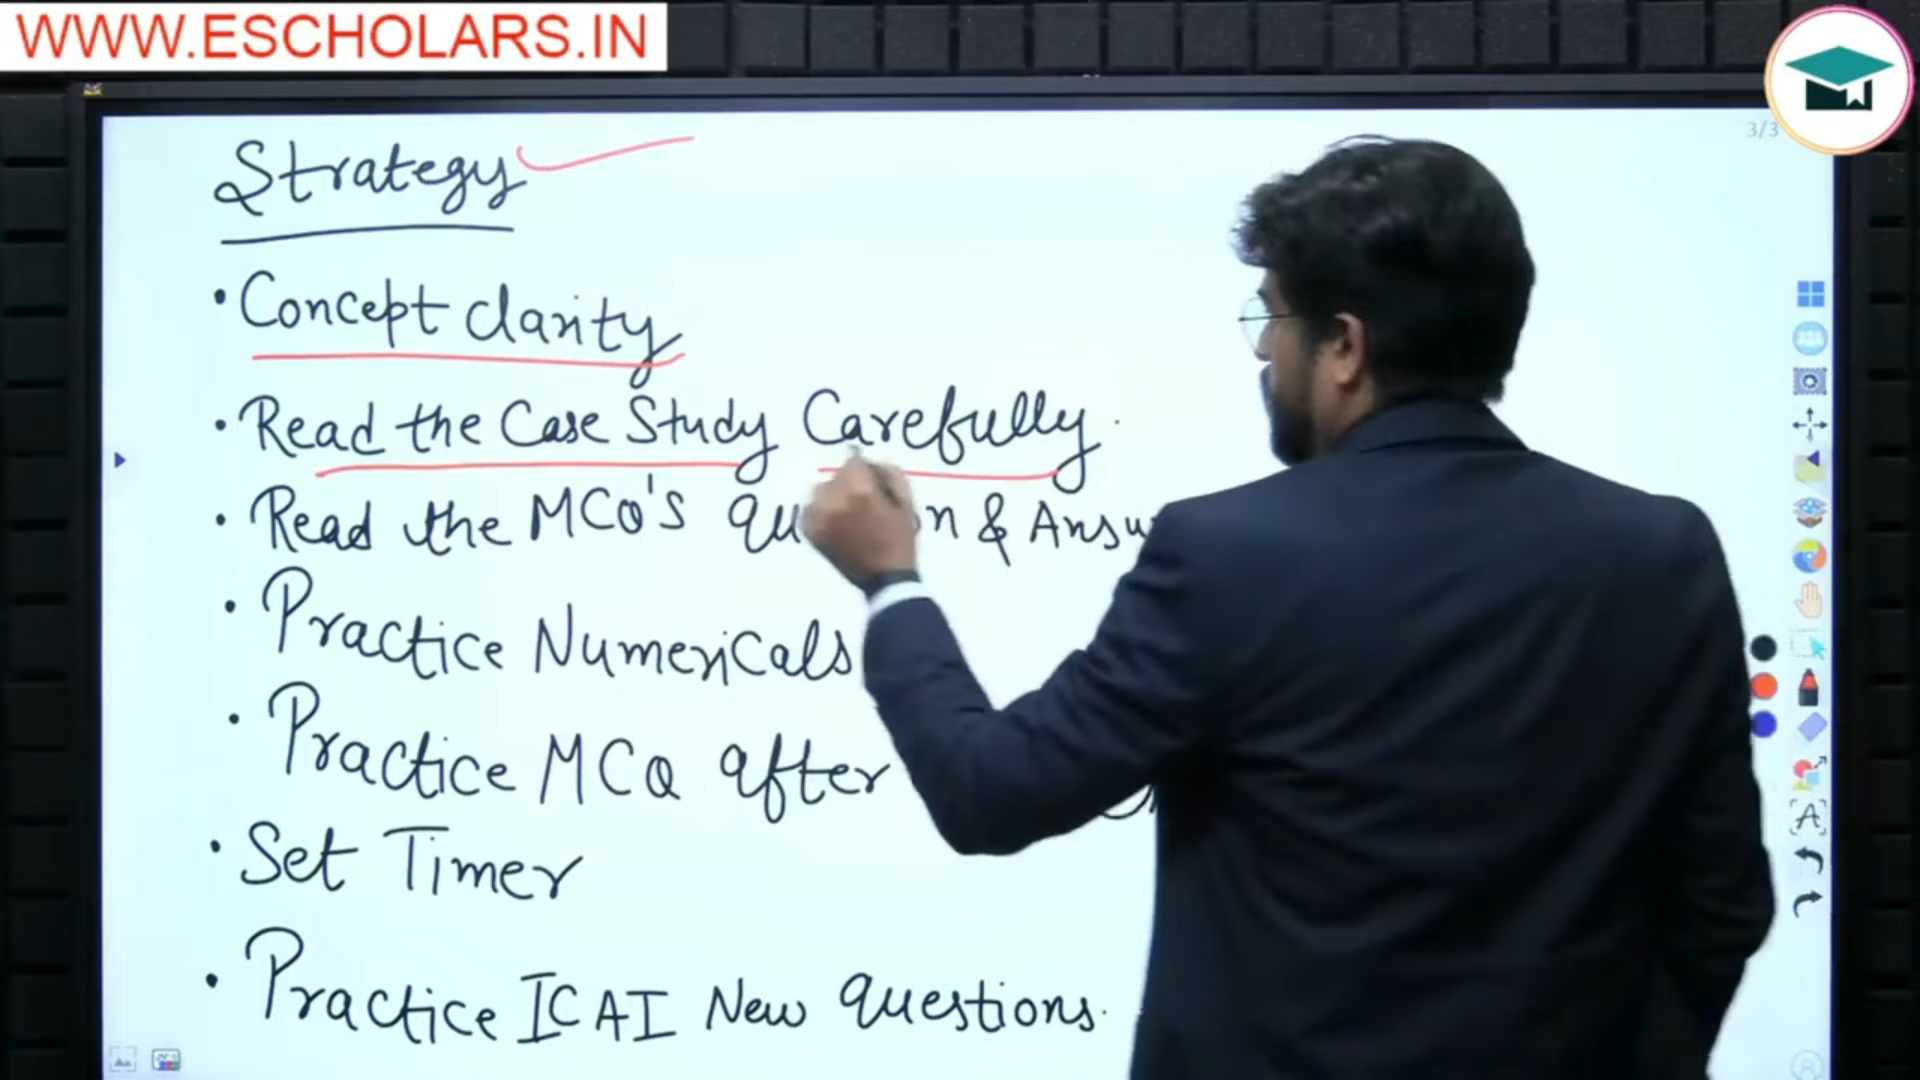 WWW.ESCHOLARS.IN
3/3
Strategy
• Concept clarity
• Read the Case Study Carefully.
• Read the MCQ's & 
• Practice Numericals
• Practice MCQ after
• Set Timer
• Practice ICAI New questions.